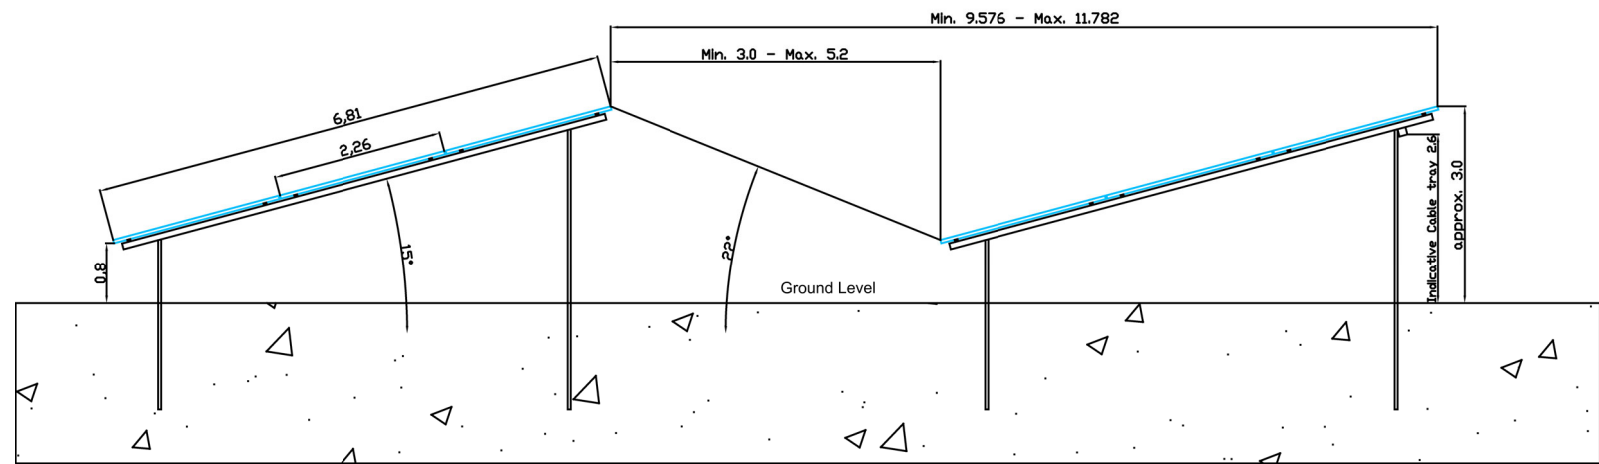 Min. 9.576 - Max. 11.782
Min. 3.0 - Max. 5.2
6,81
2,26
0,8
15°
22°
Ground Level
Indicative Cable tray 2.6
approx. 3.0